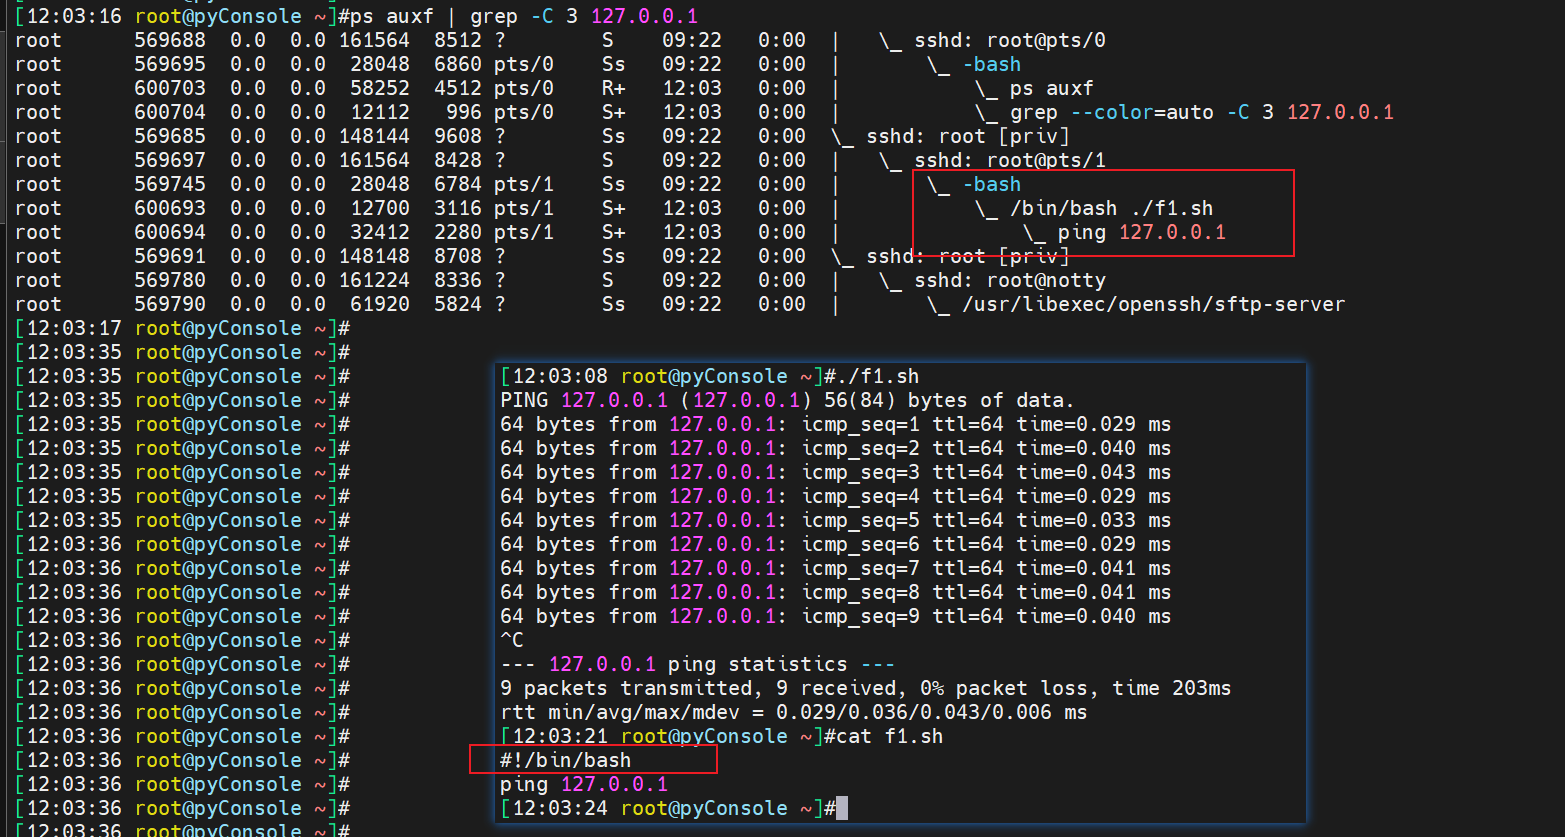 [12:03:16 root@pyConsole ~]#ps auxf | grep -C 3 127.0.0.1
root      569688  0.0  0.0 161564  8512 ?        S    09:22   0:00  |   \_ sshd: root@pts/0
root      569695  0.0  0.0  28048  6860 pts/0    Ss   09:22   0:00  |       \_ -bash
root      600703  0.0  0.0  58252  4512 pts/0    R+   12:03   0:00  |           \_ ps auxf
root      600704  0.0  0.0  12112   996 pts/0    S+   12:03   0:00  |           \_ grep --color=auto -C 3 127.0.0.1
root      569685  0.0  0.0 148144  9608 ?        Ss   09:22   0:00  \_ sshd: root [priv]
root      569697  0.0  0.0 161564  8428 ?        S    09:22   0:00  |   \_ sshd: root@pts/1
root      569745  0.0  0.0  28048  6784 pts/1    Ss   09:22   0:00  |       \_ -bash
root      600693  0.0  0.0  12700  3116 pts/1    S+   12:03   0:00  |           \_ /bin/bash ./f1.sh
root      600694  0.0  0.0  32412  2280 pts/1    S+   12:03   0:00  |               \_ ping 127.0.0.1
root      569691  0.0  0.0 148148  8708 ?        Ss   09:22   0:00  \_ sshd: root [priv]
root      569780  0.0  0.0 161224  8336 ?        S    09:22   0:00  |   \_ sshd: root@notty
root      569790  0.0  0.0  61920  5824 ?        Ss   09:22   0:00  |       \_ /usr/libexec/openssh/sftp-server
[12:03:17 root@pyConsole ~]#
[12:03:35 root@pyConsole ~]#
[12:03:35 root@pyConsole ~]#
[12:03:35 root@pyConsole ~]#
[12:03:35 root@pyConsole ~]#
[12:03:35 root@pyConsole ~]#
[12:03:35 root@pyConsole ~]#
[12:03:35 root@pyConsole ~]#
[12:03:35 root@pyConsole ~]#
[12:03:36 root@pyConsole ~]#
[12:03:36 root@pyConsole ~]#
[12:03:36 root@pyConsole ~]#
[12:03:36 root@pyConsole ~]#
[12:03:36 root@pyConsole ~]#
[12:03:36 root@pyConsole ~]#
[12:03:36 root@pyConsole ~]#
[12:03:36 root@pyConsole ~]#
[12:03:36 root@pyConsole ~]#
[12:03:36 root@pyConsole ~]#
[12:03:36 root@pyConsole ~]#
[12:03:36 root@pyConsole ~]#
[12:03:36 root@pyConsole ~]#
[12:03:08 root@pyConsole ~]#./f1.sh
PING 127.0.0.1 (127.0.0.1) 56(84) bytes of data.
64 bytes from 127.0.0.1: icmp_seq=1 ttl=64 time=0.029 ms
64 bytes from 127.0.0.1: icmp_seq=2 ttl=64 time=0.040 ms
64 bytes from 127.0.0.1: icmp_seq=3 ttl=64 time=0.043 ms
64 bytes from 127.0.0.1: icmp_seq=4 ttl=64 time=0.029 ms
64 bytes from 127.0.0.1: icmp_seq=5 ttl=64 time=0.033 ms
64 bytes from 127.0.0.1: icmp_seq=6 ttl=64 time=0.029 ms
64 bytes from 127.0.0.1: icmp_seq=7 ttl=64 time=0.041 ms
64 bytes from 127.0.0.1: icmp_seq=8 ttl=64 time=0.041 ms
64 bytes from 127.0.0.1: icmp_seq=9 ttl=64 time=0.040 ms
^C
--- 127.0.0.1 ping statistics ---
9 packets transmitted, 9 received, 0% packet loss, time 203ms
rtt min/avg/max/mdev = 0.029/0.036/0.043/0.006 ms
[12:03:21 root@pyConsole ~]#cat f1.sh
#!/bin/bash
ping 127.0.0.1
[12:03:24 root@pyConsole ~]#